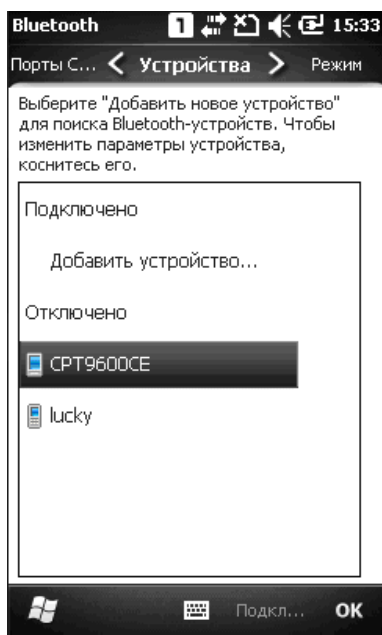 Bluetooth 1 15:33
Порты С... Устройства Режим
Выберите "Добавить новое устройство"
для поиска Bluetooth-устройств. Чтобы
изменить параметры устройства,
коснитесь его.
Подключено
Добавить устройство...
Отключено
CPT9600CE
lucky
Подкл... OK